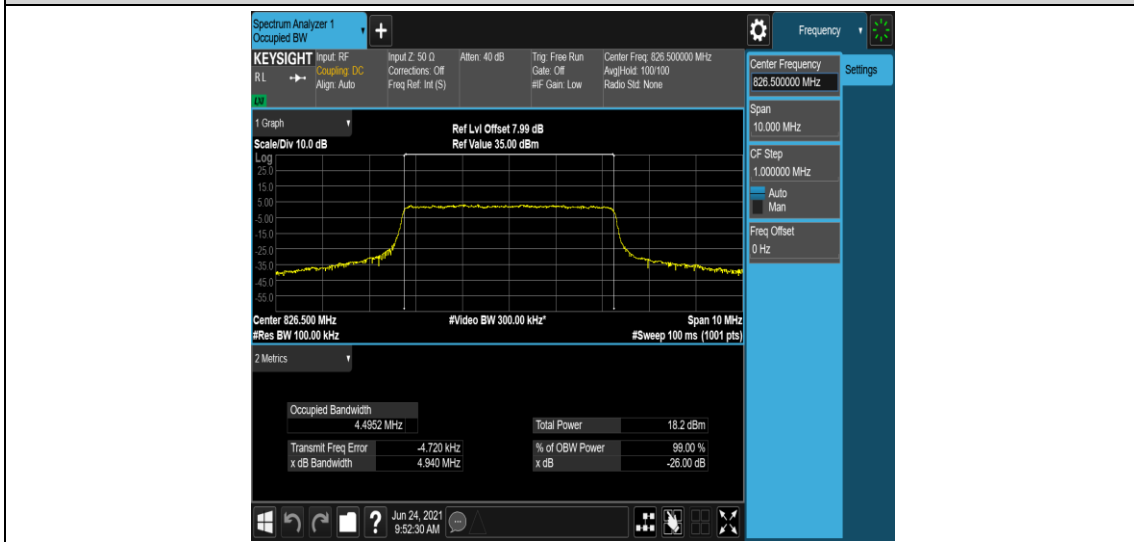 Spectrum Analyzer 1
Occupied BW
+
Frequency
KEYSIGHT
RL
LXI
Input: RF
Coupling: DC
Align: Auto
Input Z: 50 Ω
Corrections: Off
Freq Ref: Int (S)
Atten: 40 dB
Trig: Free Run
Gate: Off
#IF Gain: Low
Center Freq: 826.500000 MHz
Avg|Hold: 100/100
Radio Std: None
Center Frequency
826.500000 MHz
Settings
Span
10.000 MHz
CF Step
1.000000 MHz
Auto
Man
Freq Offset
0 Hz
1 Graph
Scale/Div 10.0 dB
Ref Lvl Offset 7.99 dB
Ref Value 35.00 dBm
Log
25.0
15.0
5.00
-5.00
-15.0
-25.0
-35.0
-45.0
-55.0
Center 826.500 MHz
#Video BW 300.00 kHz*
Span 10 MHz
#Res BW 100.00 kHz
#Sweep 100 ms (1001 pts)
2 Metrics
Occupied Bandwidth
4.4952 MHz
Total Power 18.2 dBm
Transmit Freq Error -4.720 kHz
% of OBW Power 99.00 %
x dB Bandwidth 4.940 MHz
x dB -26.00 dB
?
Jun 24, 2021
9:52:30 AM